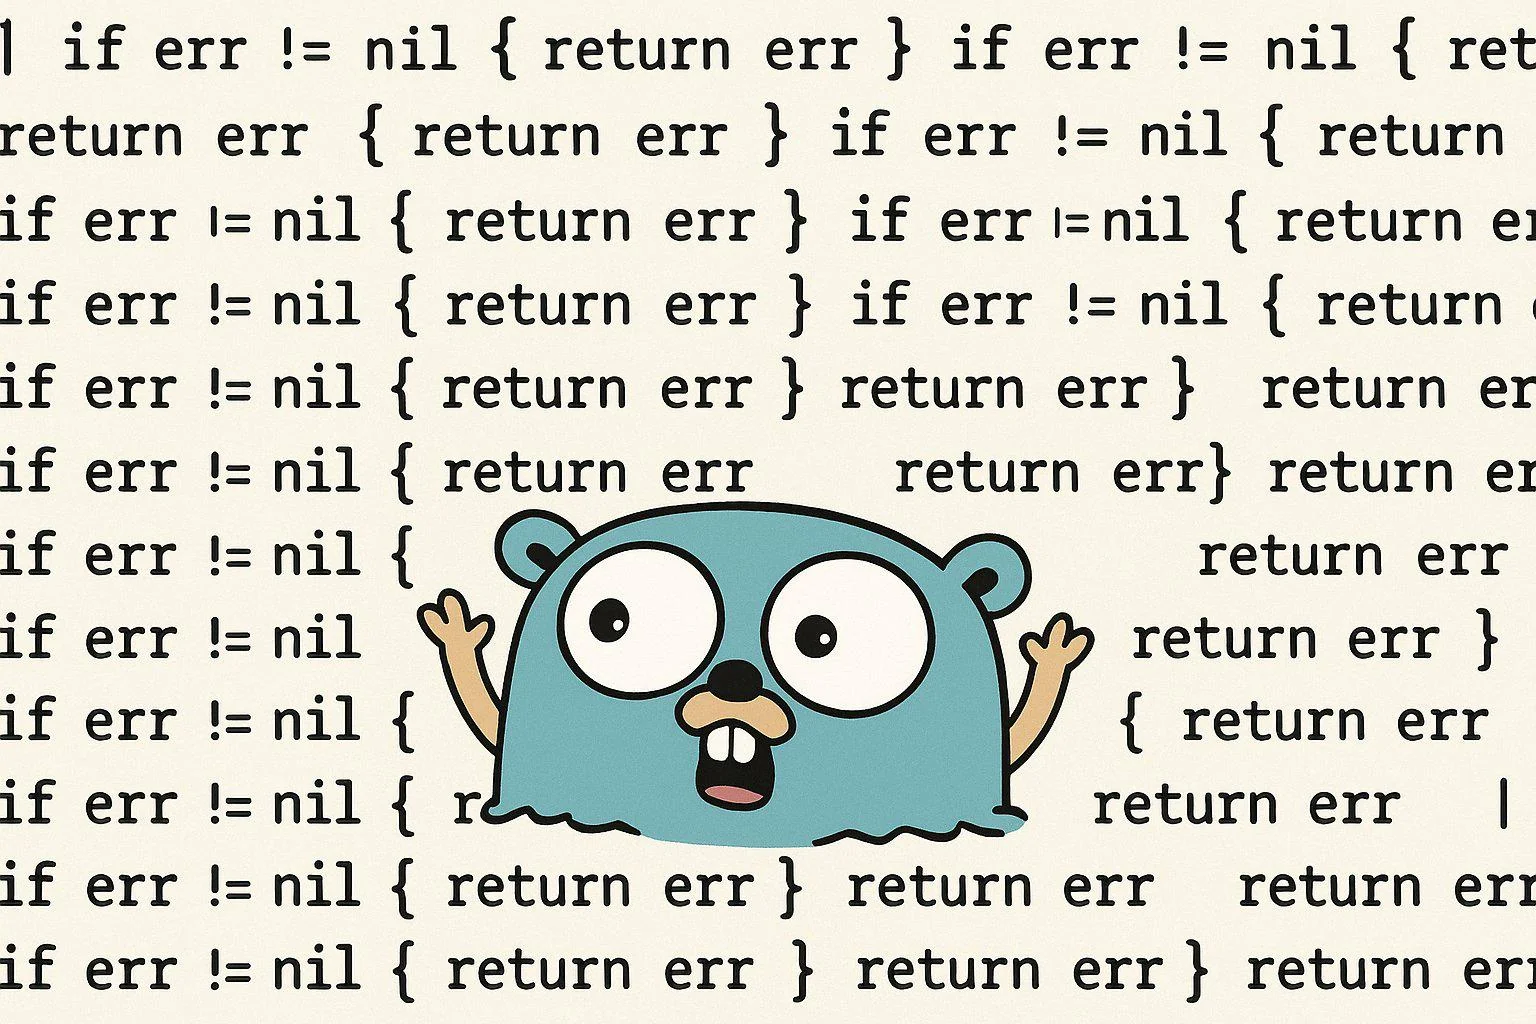 | if err != nil { return err } if err != nil { ret
return err { return err } if err != nil { return
if err |= nil { return err } if err |= nil { return er
if err != nil { return err } if err != nil { return e
if err != nil { return err } return err } return er
if err != nil { return err return err} return er
if err != nil { return err
if err != nil return err }
if err != nil { { return err
if err != nil { r return err |
if err != nil { return err } return err return err
if err != nil { return err } return err } return err